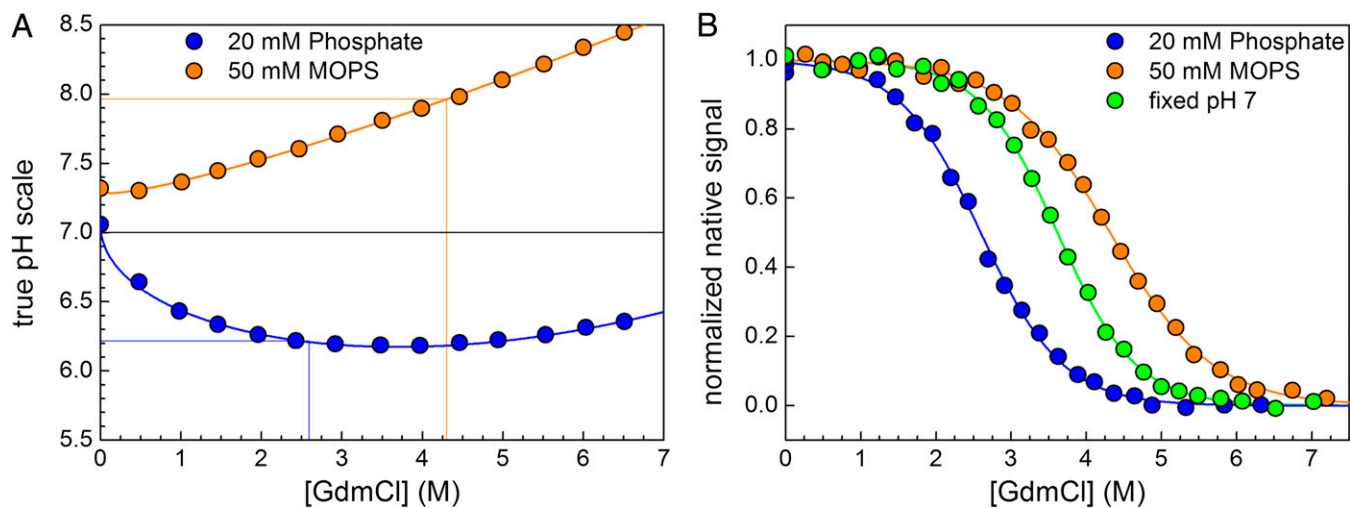 A
20 mM Phosphate
50 mM MOPS
true pH scale
8.5
8.0
7.5
7.0
6.5
6.0
5.5
0 1 2 3 4 5 6 7
[GdmCl] (M)
B
20 mM Phosphate
50 mM MOPS
fixed pH 7
normalized native signal
1.0
0.8
0.6
0.4
0.2
0.0
0 1 2 3 4 5 6 7
[GdmCl] (M)